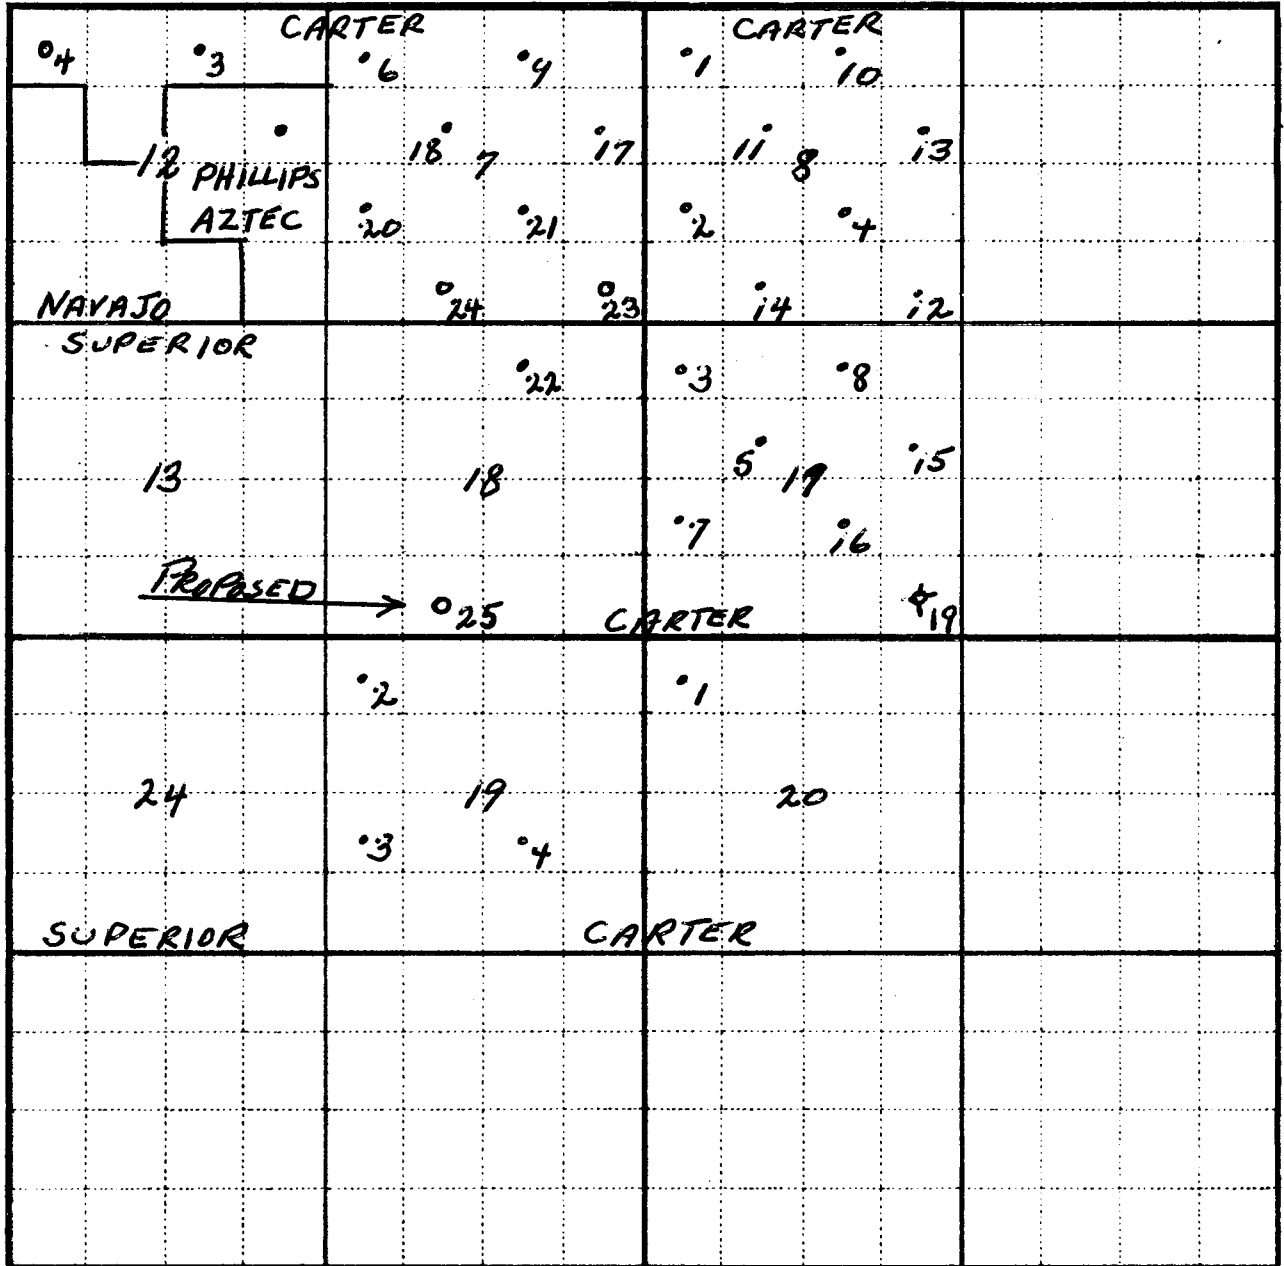 CARTER CARTER
4 3 6 9 1 10
12 18 7 17 11 8 13
PHILLIPS
AZTEC 20 21 2 4
NAVAJO 24 23 14 12
SUPERIOR
22 3 8
13 18 5 17 15
7 16
PROPOSED
25 CARTER 19
2 1
24 19 20
3 4
SUPERIOR CARTER